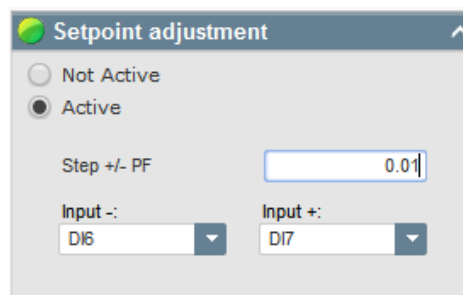 Setpoint adjustment
Not Active
Active
Step +/- PF 0.01
Input -: Input +:
DI6 DI7